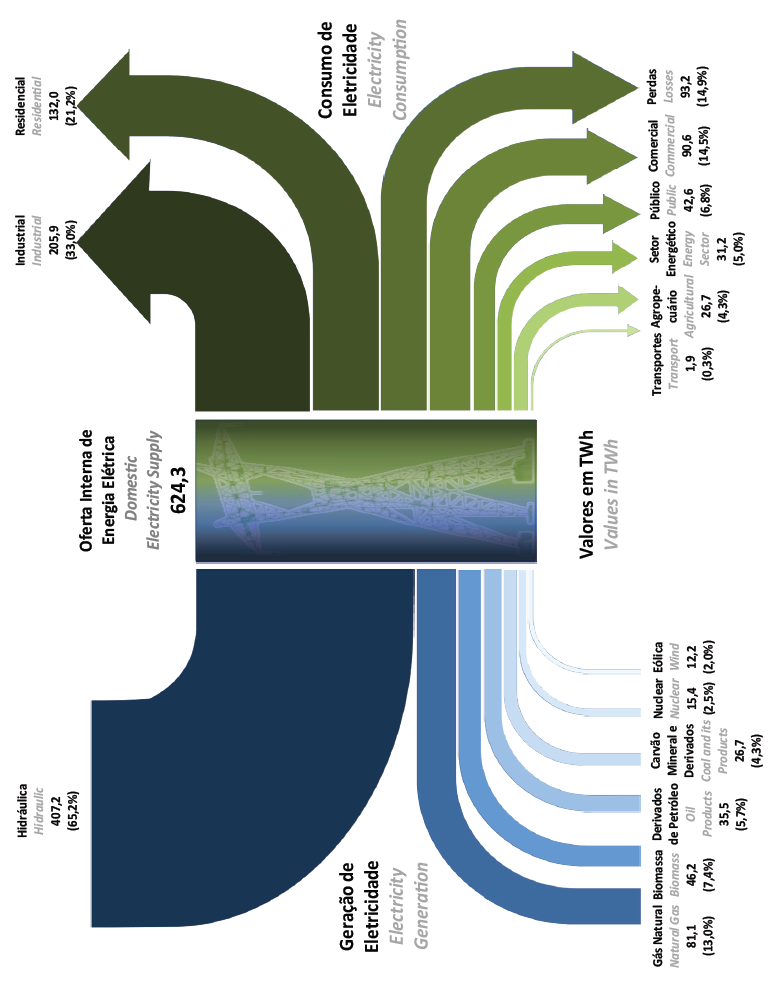 Hidráulica
Hidraulic
407,2
(65,2%)
Geração de
Eletricidade
Electricity
Generation
Gás Natural
Natural Gas
81,1
(13,0%)
Biomassa
Biomass
46,2
(7,4%)
Derivados
de Petróleo
Oil
Products
35,5
(5,7%)
Carvão
Mineral e
Derivados
Coal and its
Products
26,7
(4,3%)
Nuclear
Nuclear
15,4
(2,5%)
Eólica
Wind
12,2
(2,0%)
Oferta Interna de
Energia Elétrica
Domestic
Electricity Supply
624,3
Valores em TWh
Values in TWh
Industrial
Industrial
205,9
(33,0%)
Residencial
Residential
132,0
(21,2%)
Consumo de
Eletricidade
Electricity
Consumption
Transportes
Transport
1,9
(0,3%)
Agrope-
cuário
Agricultural
26,7
(4,3%)
Setor
Energético
Energy
Sector
31,2
(5,0%)
Público
Public
42,6
(6,8%)
Comercial
Commercial
90,6
(14,5%)
Perdas
Losses
93,2
(14,9%)